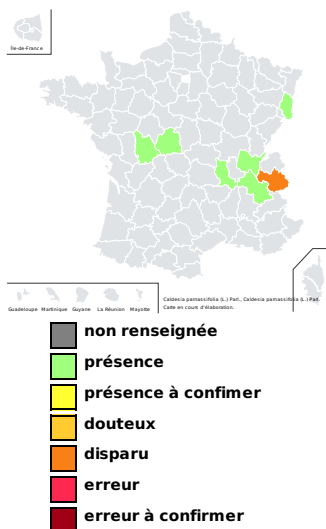 Île-de-France
Guadeloupe Martinique Guyane La Réunion Mayotte
Caldesia parnassifolia (L.) Parl., Caldesia parnassifolia (L.) Parl.
Carte en cours d'élaboration.
non renseignée
présence
présence à confimer
douteux
disparu
erreur
erreur à confirmer